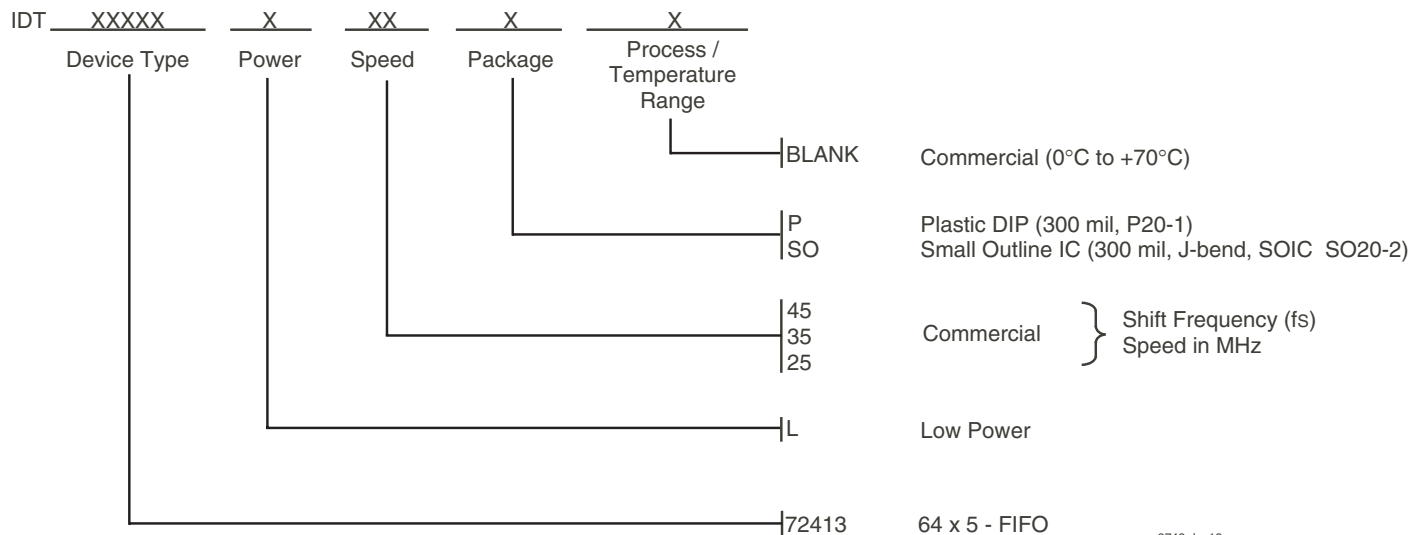 IDT XXXXX X XX X X
Device Type Power Speed Package Process /
Temperature
Range
BLANK Commercial (0°C to +70°C)
P Plastic DIP (300 mil, P20-1)
SO Small Outline IC (300 mil, J-bend, SOIC SO20-2)
45
35 Commercial } Shift Frequency (fs)
25 Speed in MHz
L Low Power
72413 64 x 5 - FIFO